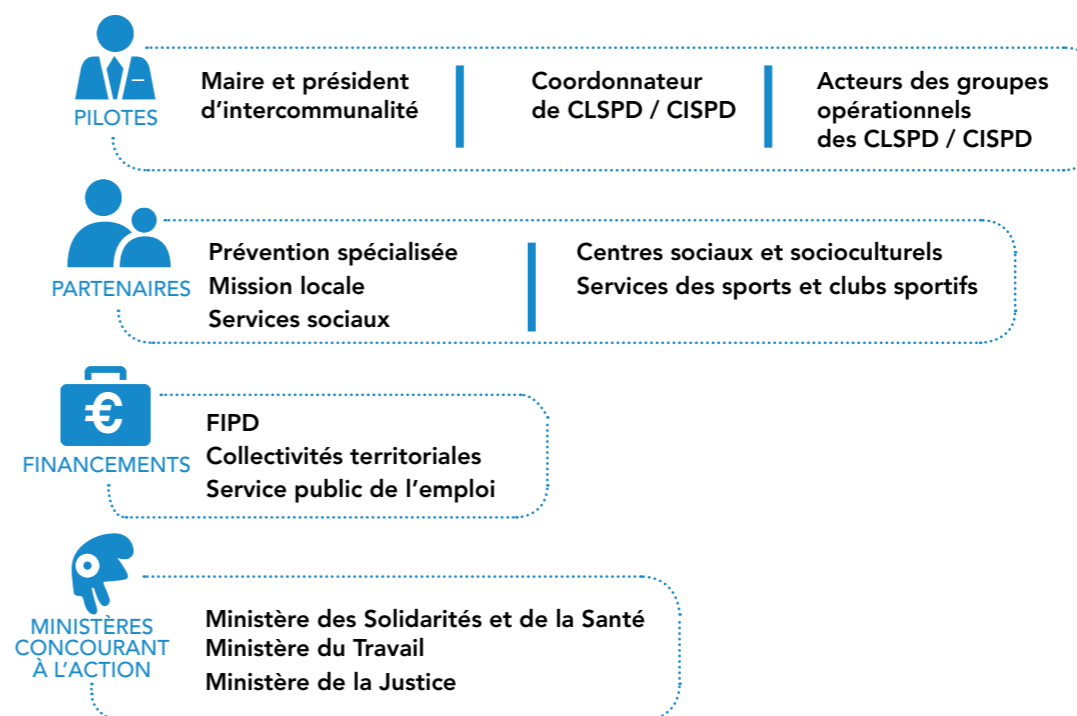 PILOTES
Maire et président
d'intercommunalité
Coordonnateur
de CLSPD / CISPD
Acteurs des groupes
opérationnels
des CLSPD / CISPD
PARTENAIRES
Prévention spécialisée
Mission locale
Services sociaux
Centres sociaux et socioculturels
Services des sports et clubs sportifs
€
FINANCEMENTS
FIPD
Collectivités territoriales
Service public de l'emploi
MINISTÈRES
CONCOURANT
À L'ACTION
Ministère des Solidarités et de la Santé
Ministère du Travail
Ministère de la Justice